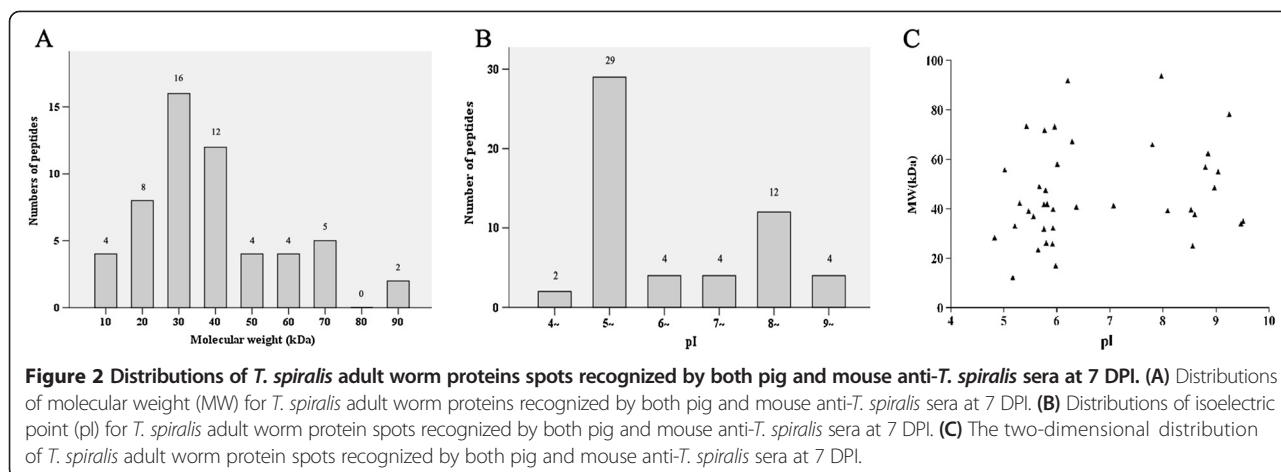 A
B
C
Numbers of peptides
15
10
5
0
4
8
16
12
4
4
5
0
2
10 20 30 40 50 60 70 80 90
Molecular weight (kDa)
Number of peptides
30
20
10
0
2
29
4
4
12
4
4~ 5~ 6~ 7~ 8~ 9~
pI
MW(kDa)
100
80
60
40
20
0
4 5 6 7 8 9 10
pI
Figure 2 Distributions of T. spiralis adult worm proteins spots recognized by both pig and mouse anti-T. spiralis sera at 7 DPI. (A) Distributions
of molecular weight (MW) for T. spiralis adult worm proteins recognized by both pig and mouse anti-T. spiralis sera at 7 DPI. (B) Distributions of isoelectric
point (pI) for T. spiralis adult worm protein spots recognized by both pig and mouse anti-T. spiralis sera at 7 DPI. (C) The two-dimensional distribution
of T. spiralis adult worm protein spots recognized by both pig and mouse anti-T. spiralis sera at 7 DPI.